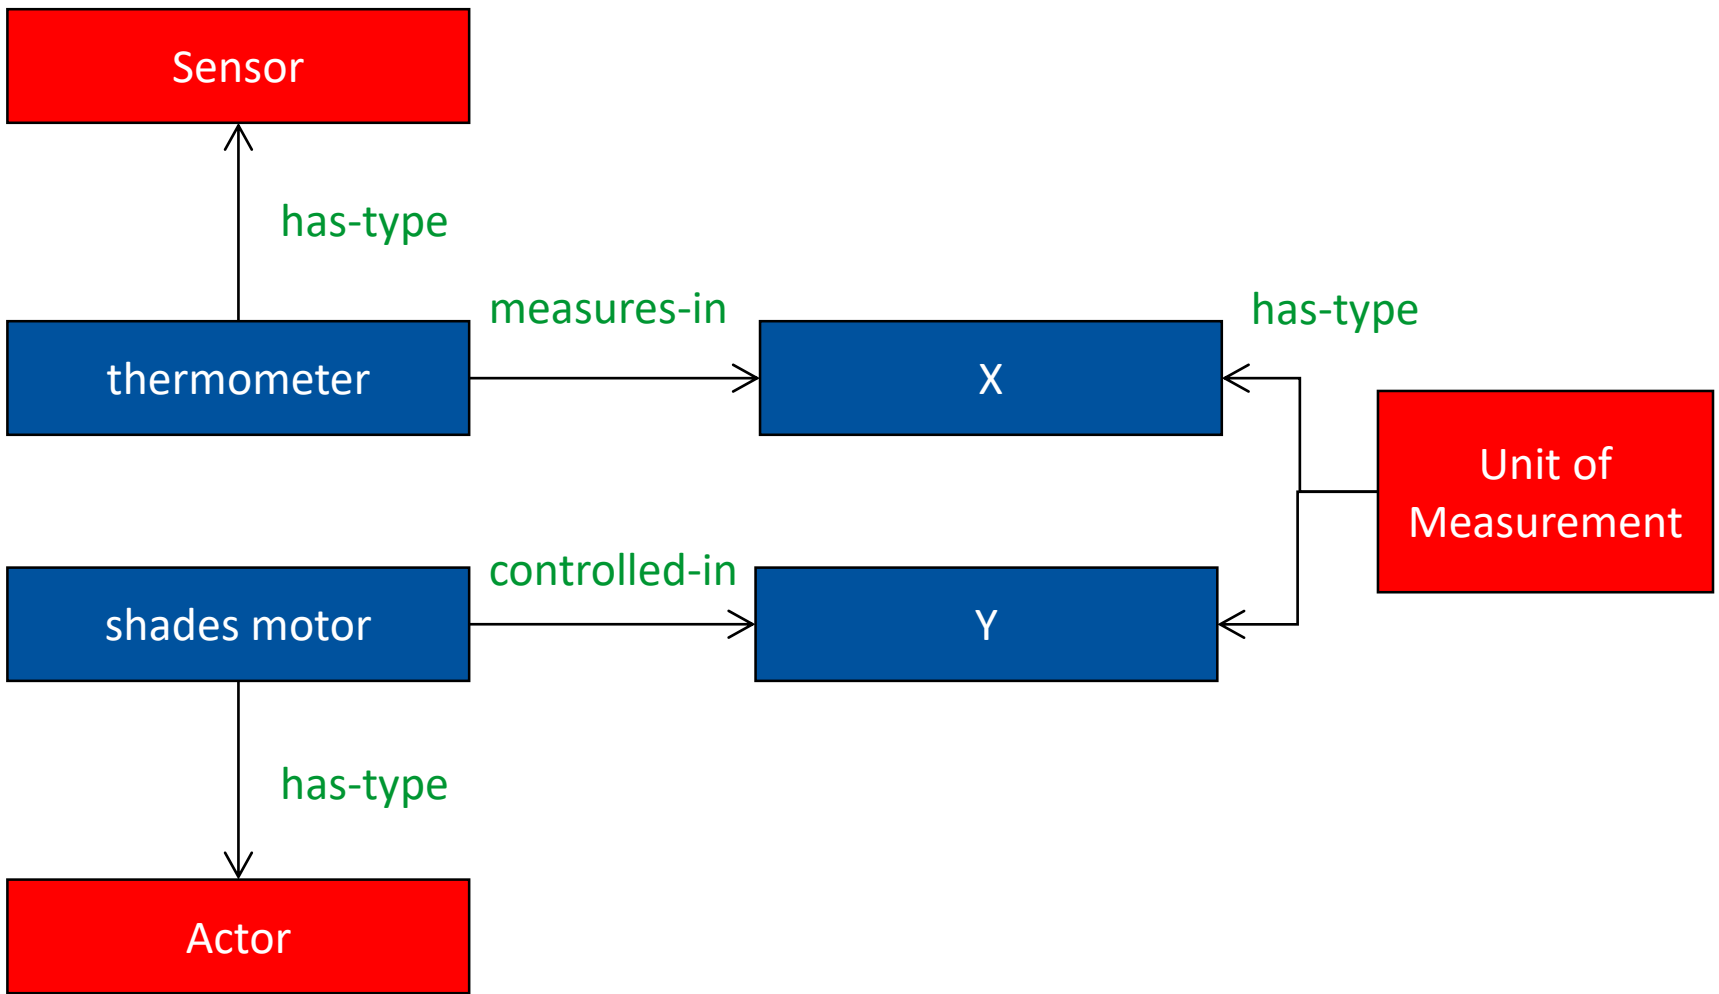 Sensor
has-type
measures-in
has-type
thermometer
X
Unit of
Measurement
controlled-in
shades motor
Y
has-type
Actor